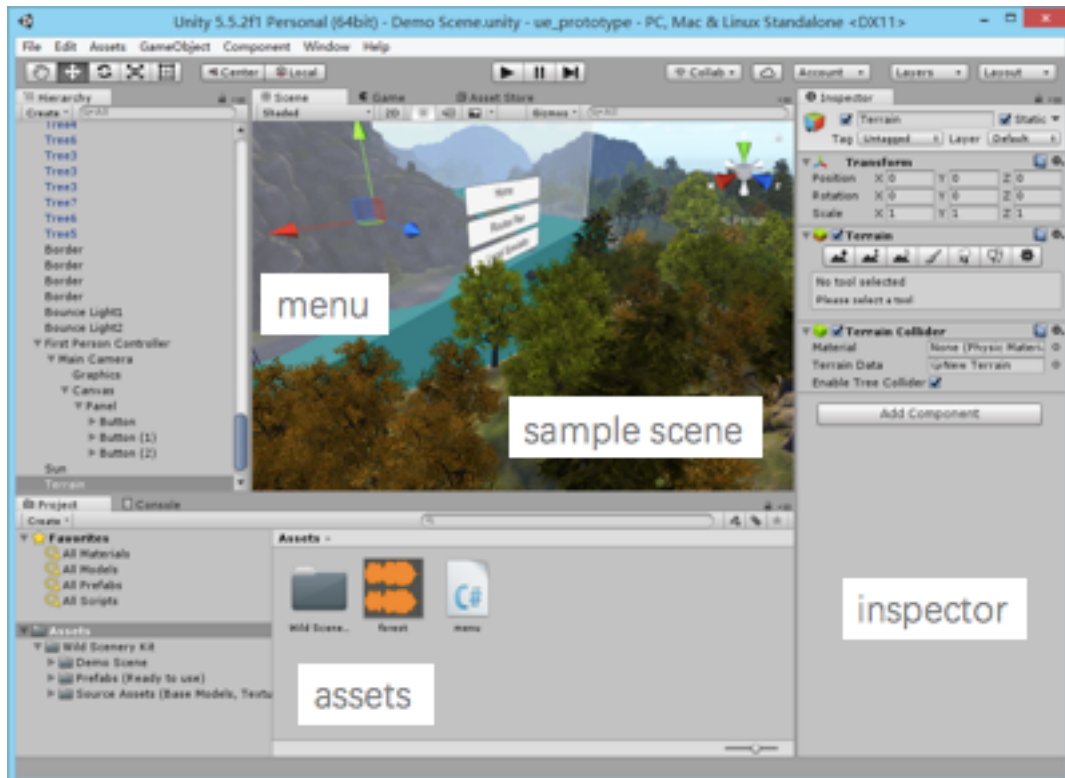 Unity 5.5.2f1 Personal (64bit) - Demo Scene.unity - ue_prototype - PC, Mac & Linux Standalone <DX11>
File Edit Assets GameObject Component Window Help
Center Local Collab Account Layers Layout
Hierarchy
Create
Tree4
Tree6
Tree3
Tree3
Tree3
Tree7
Tree6
Tree5
Border
Border
Border
Border
Bounce Light1
Bounce Light2
First Person Controller
Main Camera
Graphics
Canvas
Panel
Button
Button (1)
Button (2)
Sun
Terrain
Scene Game Asset Store
Shaded 2D Gizmos
menu
sample scene
Inspector
Terrain Static
Tag Untagged Layer Default
Transform
Position X 0 Y 0 Z 0
Rotation X 0 Y 0 Z 0
Scale X 1 Y 1 Z 1
Terrain
No tool selected
Please select a tool
Terrain Collider
Material None (Physic Materi
Terrain Data New Terrain
Enable Tree Collider
Add Component
inspector
Project Console
Create
Favorites
All Materials
All Models
All Prefabs
All Scripts
Assets
Wild Scenery Kit
Demo Scene
Prefabs (Ready to use)
Source Assets (Base Models, Textu
Assets
Wild Scene... forest menu
C#
assets